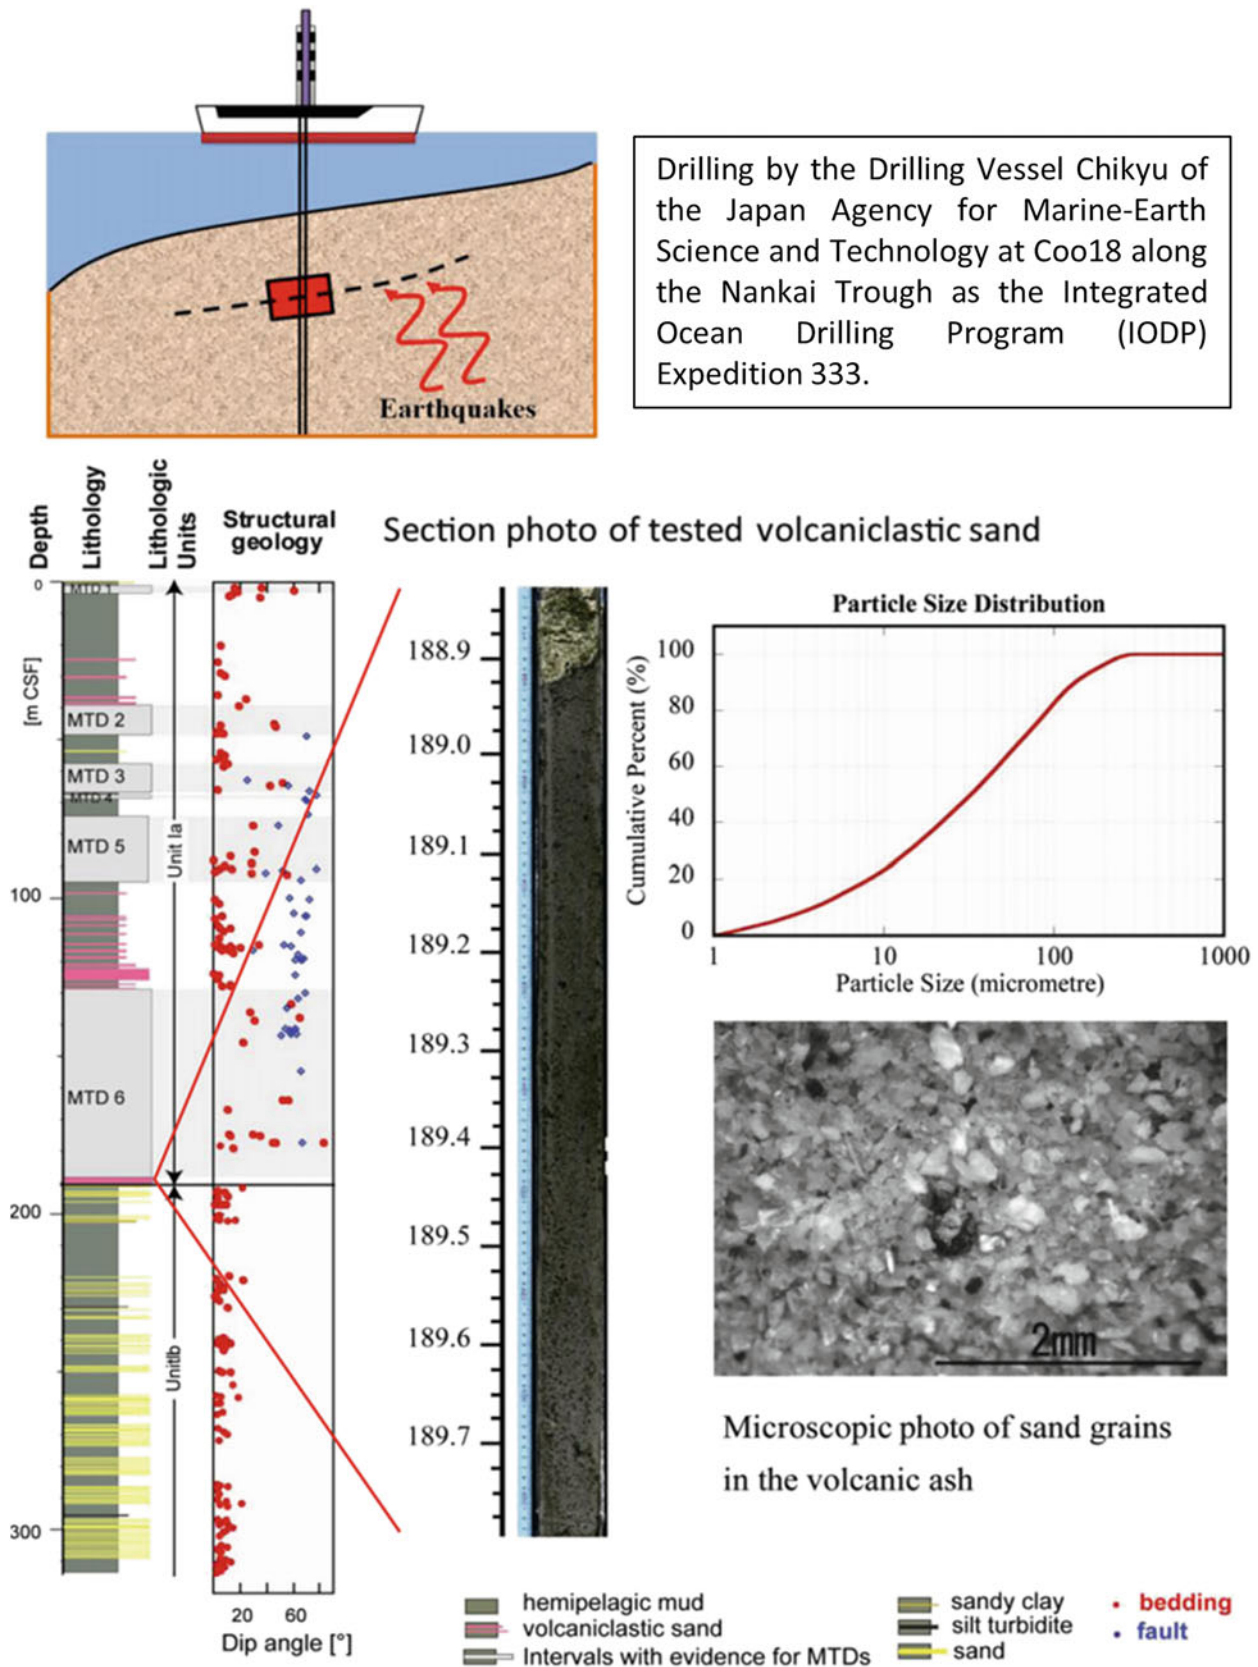 Drilling by the Drilling Vessel Chikyu of
the Japan Agency for Marine-Earth
Science and Technology at Coo18 along
the Nankai Trough as the Integrated
Ocean Drilling Program (IODP)
Expedition 333.
Earthquakes
Depth
Lithology
Lithologic
Units
Structural
geology
[m CSF]
0
100
200
300
MTD 1
MTD 2
MTD 3
MTD 4
MTD 5
MTD 6
Unit Ia
UnitIb
20 60
Dip angle [°]
Section photo of tested volcaniclastic sand
188.9
189.0
189.1
189.2
189.3
189.4
189.5
189.6
189.7
Particle Size Distribution
Cumulative Percent (%)
100
80
60
40
20
0
1 10 100 1000
Particle Size (micrometre)
2mm
Microscopic photo of sand grains
in the volcanic ash
hemipelagic mud
volcaniclastic sand
Intervals with evidence for MTDs
sandy clay
silt turbidite
sand
bedding
fault